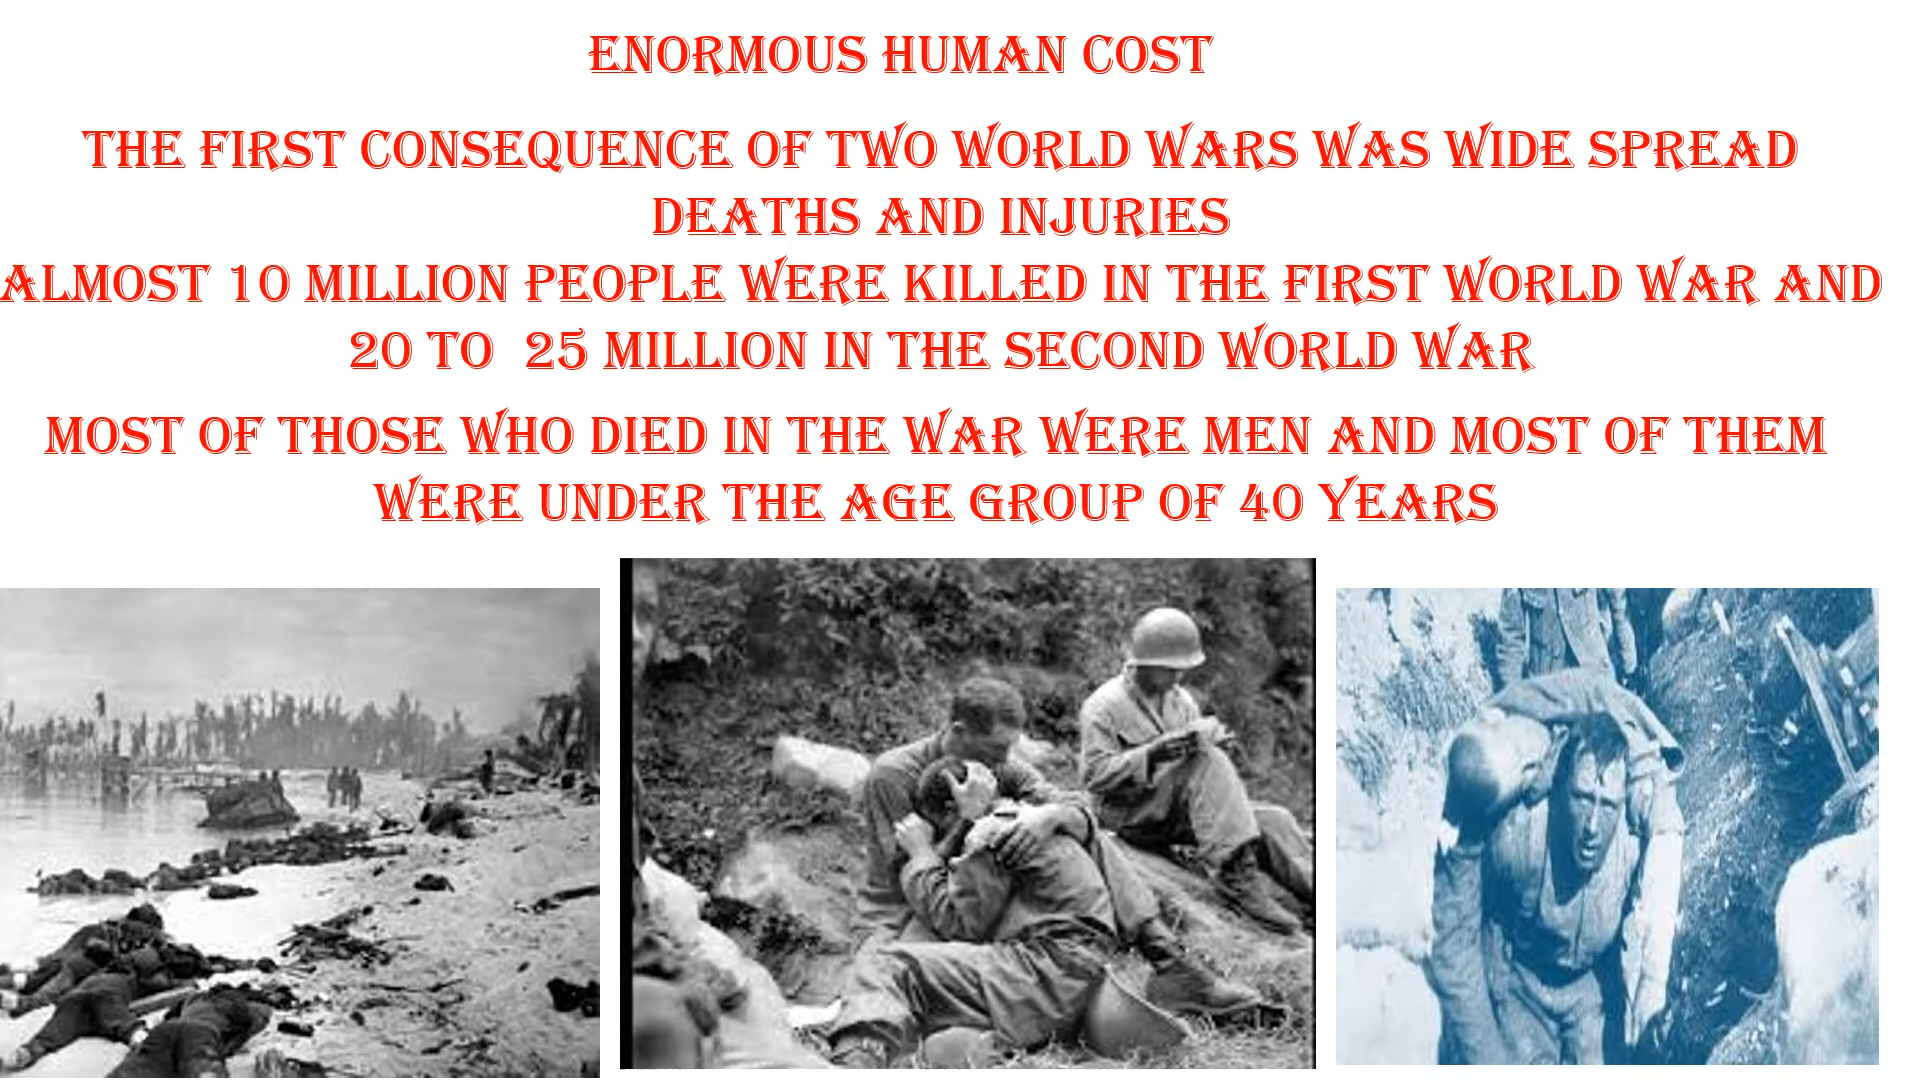 ENORMOUS HUMAN COST
THE FIRST CONSEQUENCE OF TWO WORLD WARS WAS WIDE SPREAD
DEATHS AND INJURIES
ALMOST 10 MILLION PEOPLE WERE KILLED IN THE FIRST WORLD WAR AND
20 TO 25 MILLION IN THE SECOND WORLD WAR
MOST OF THOSE WHO DIED IN THE WAR WERE MEN AND MOST OF THEM
WERE UNDER THE AGE GROUP OF 40 YEARS